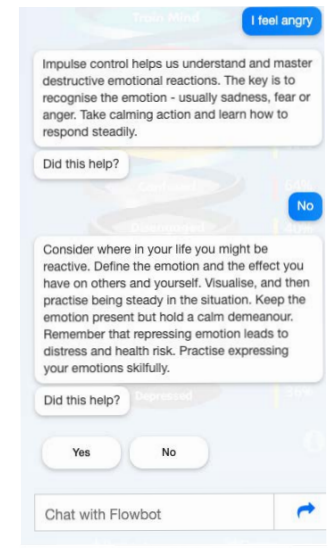 Train Mind
I feel angry
Impulse control helps us understand and master
destructive emotional reactions. The key is to
recognise the emotion - usually sadness, fear or
anger. Take calming action and learn how to
respond steadily.
Did this help?
Confused
No
Disengaged
Consider where in your life you might be
reactive. Define the emotion and the effect you
have on others and yourself. Visualise, and then
practise being steady in the situation. Keep the
emotion present but hold a calm demeanour.
Remember that repressing emotion leads to
distress and health risk. Practise expressing
your emotions skilfully.
Did this help?
Depressed
Yes
No
Chat with Flowbot